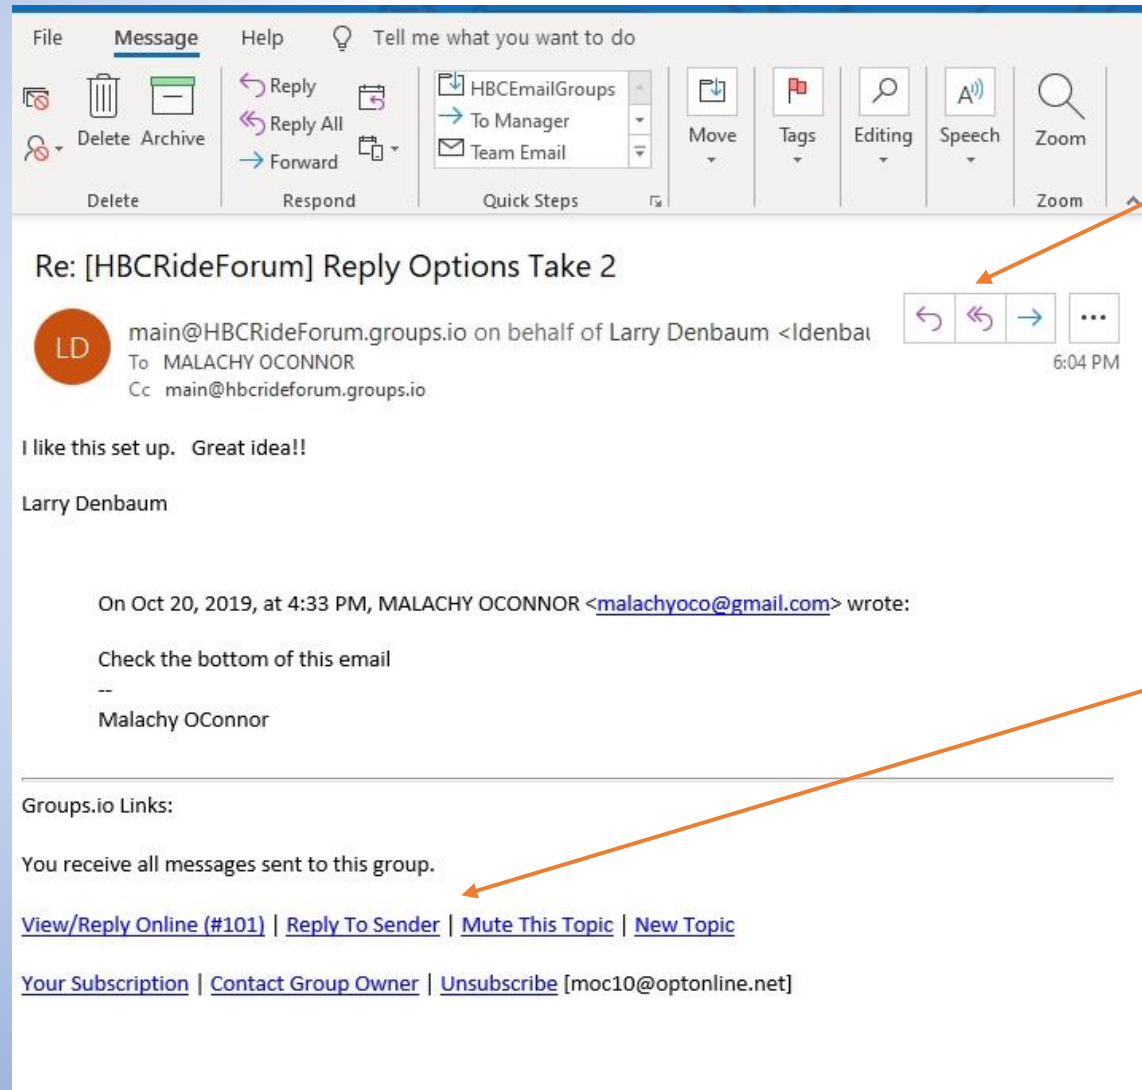 File Message Help Tell me what you want to do
Delete Archive
Reply
Reply All
Forward
HBCEmailGroups
To Manager
Team Email
Move Tags Editing Speech Zoom
Delete Respond Quick Steps Zoom
Re: [HBCRideForum] Reply Options Take 2
LD
main@HBCRideForum.groups.io on behalf of Larry Denbaum <ldenbau
To MALACHY OCONNOR
6:04 PM
Cc main@hbcrideforum.groups.io
I like this set up. Great idea!!
Larry Denbaum
On Oct 20, 2019, at 4:33 PM, MALACHY OCONNOR <malachyoco@gmail.com> wrote:
Check the bottom of this email
--
Malachy OConnor
Groups.io Links:
You receive all messages sent to this group.
View/Reply Online (#101) | Reply To Sender | Mute This Topic | New Topic
Your Subscription | Contact Group Owner | Unsubscribe [moc10@optonline.net]